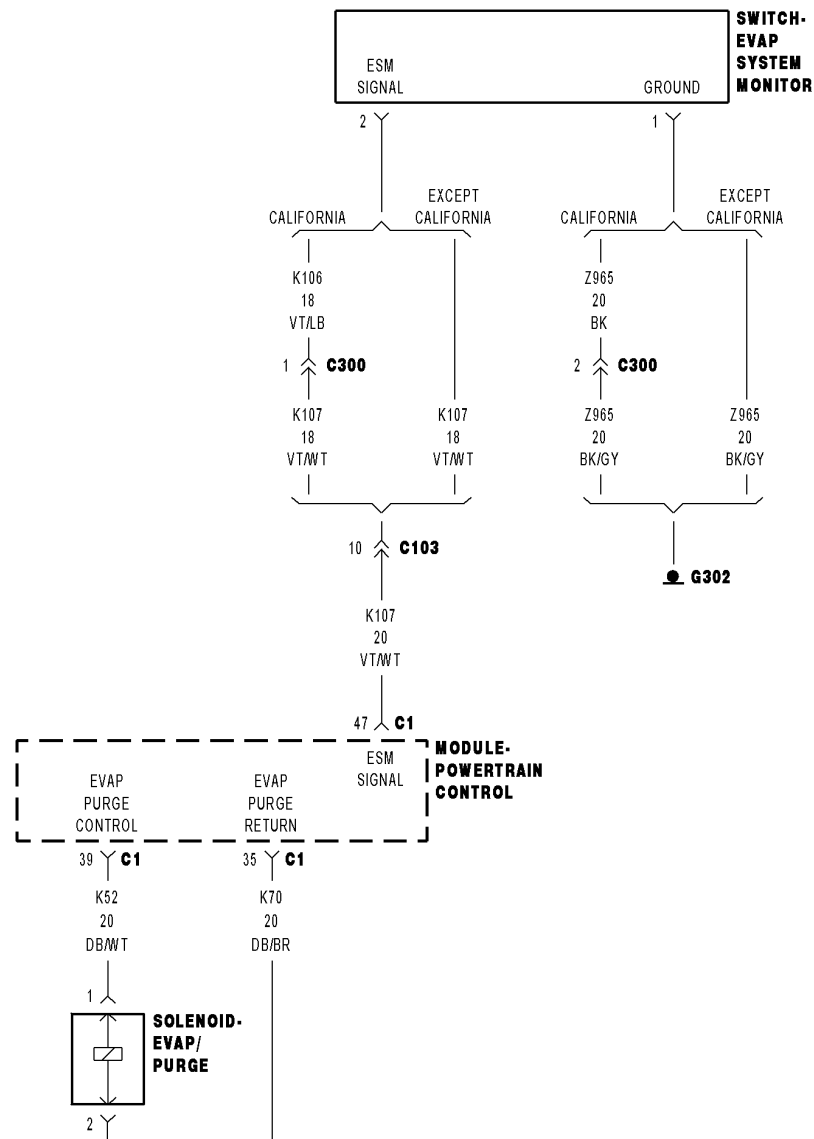 SWITCH-
EVAP
SYSTEM
MONITOR
ESM
SIGNAL
GROUND
2
1
CALIFORNIA
EXCEPT
CALIFORNIA
CALIFORNIA
EXCEPT
CALIFORNIA
K106
18
VT/LB
Z965
20
BK
1
C300
2
C300
K107
18
VT/WT
K107
18
VT/WT
Z965
20
BK/GY
Z965
20
BK/GY
10
C103
G302
K107
20
VT/WT
47
C1
MODULE-
POWERTRAIN
CONTROL
ESM
SIGNAL
EVAP
PURGE
CONTROL
EVAP
PURGE
RETURN
39
C1
35
C1
K52
20
DB/WT
K70
20
DB/BR
1
SOLENOID-
EVAP/
PURGE
2